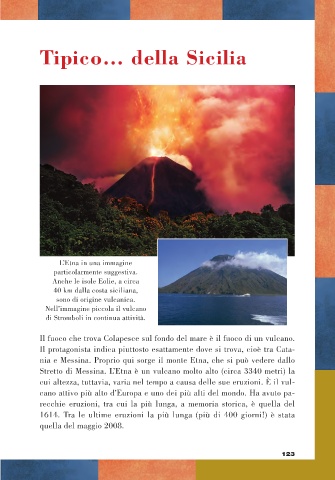 Tipico... della Sicilia
L'Etna in una immagine
particolarmente suggestiva.
Anche le isole Eolie, a circa
40 km dalla costa siciliana,
sono di origine vulcanica.
Nell'immagine piccola il vulcano
di Stromboli in continua attività.
Il fuoco che trova Colapesce sul fondo del mare è il fuoco di un vulcano.
Il protagonista indica piuttosto esattamente dove si trova, cioè tra Cata-
nia e Messina. Proprio qui sorge il monte Etna, che si può vedere dallo
Stretto di Messina. L'Etna è un vulcano molto alto (circa 3340 metri) la
cui altezza, tuttavia, varia nel tempo a causa delle sue eruzioni. È il vul-
cano attivo più alto d'Europa e uno dei più alti del mondo. Ha avuto pa-
recchie eruzioni, tra cui la più lunga, a memoria storica, è quella del
1614. Tra le ultime eruzioni la più lunga (più di 400 giorni!) è stata
quella del maggio 2008.
123